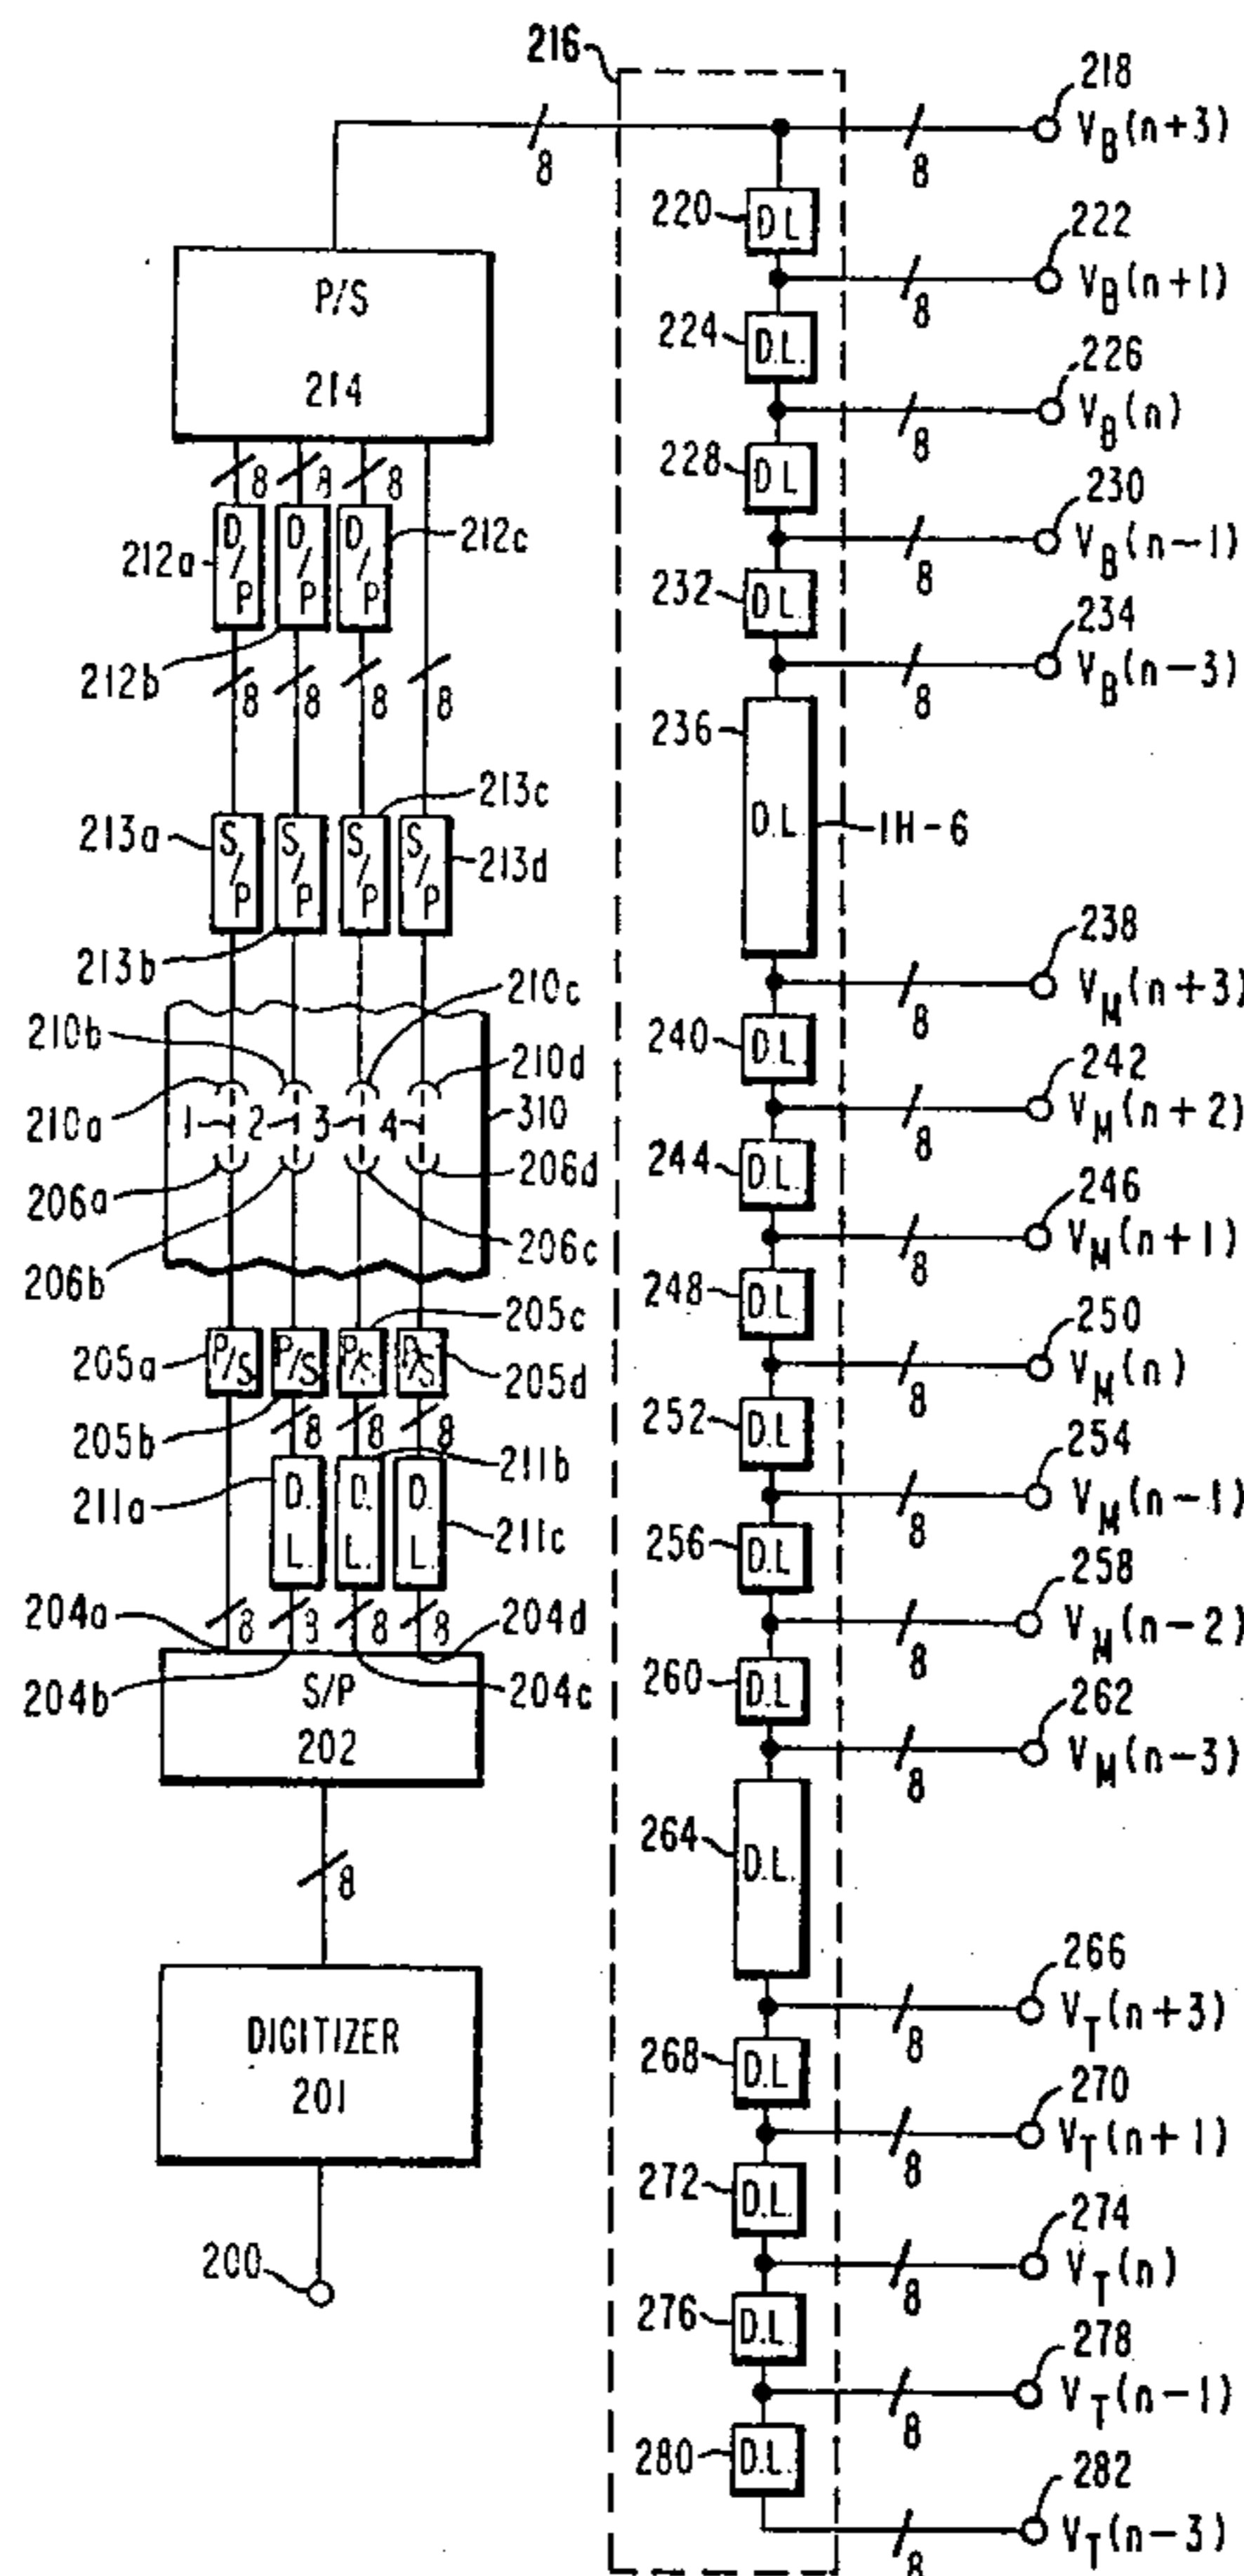 216
218
V_B(n+3)
8
8
220
DL
222
V_B(n+1)
8
P/S
214
224
D.L.
226
V_B(n)
8
8
8
8
228
DL
230
V_B(n-1)
8
212a
D/P
D/P
D/P
212c
232
DL.
234
V_B(n-3)
8
212b
8
8
8
8
236
D.L
1H-6
213c
213a
S/P
S/P
S/P
S/P
213d
213b
238
V_M(n+3)
8
210c
210b
210d
240
D.L
242
V_M(n+2)
8
210a
1
2
3
4
310
206a
206d
244
D.L
246
V_M(n+1)
8
206b
206c
248
D.L
250
V_M(n)
8
205c
205a
P/S
P/S
P/S
P/S
205d
205b
8
8
8
252
D.L
254
V_M(n-1)
8
211b
211a
D.L.
D.L.
D.L.
211c
256
D.L
258
V_M(n-2)
8
204a
8
8
8
8
204d
204b
S/P
202
204c
260
D.L
262
V_M(n-3)
8
264
D.L.
8
DIGITIZER
201
266
V_T(n+3)
8
268
D.L
270
V_T(n+1)
8
272
D.L.
274
V_T(n)
8
200
276
D.L
278
V_T(n-1)
8
280
D.L.
282
V_T(n-3)
8